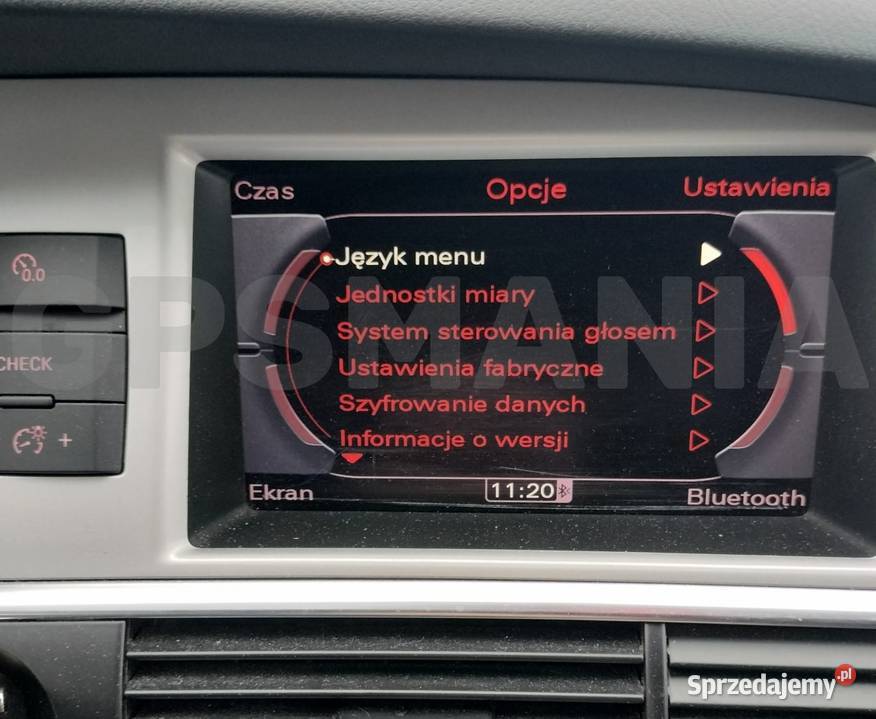 Czas Opcje Ustawienia
Język menu
0.0
Jednostki miary
System sterowania głosem
GPSMANIA
CHECK
Ustawienia fabryczne
Szyfrowanie danych
Informacje o wersji
+
Ekran 11:20 Bluetooth
Sprzedajemy.pl